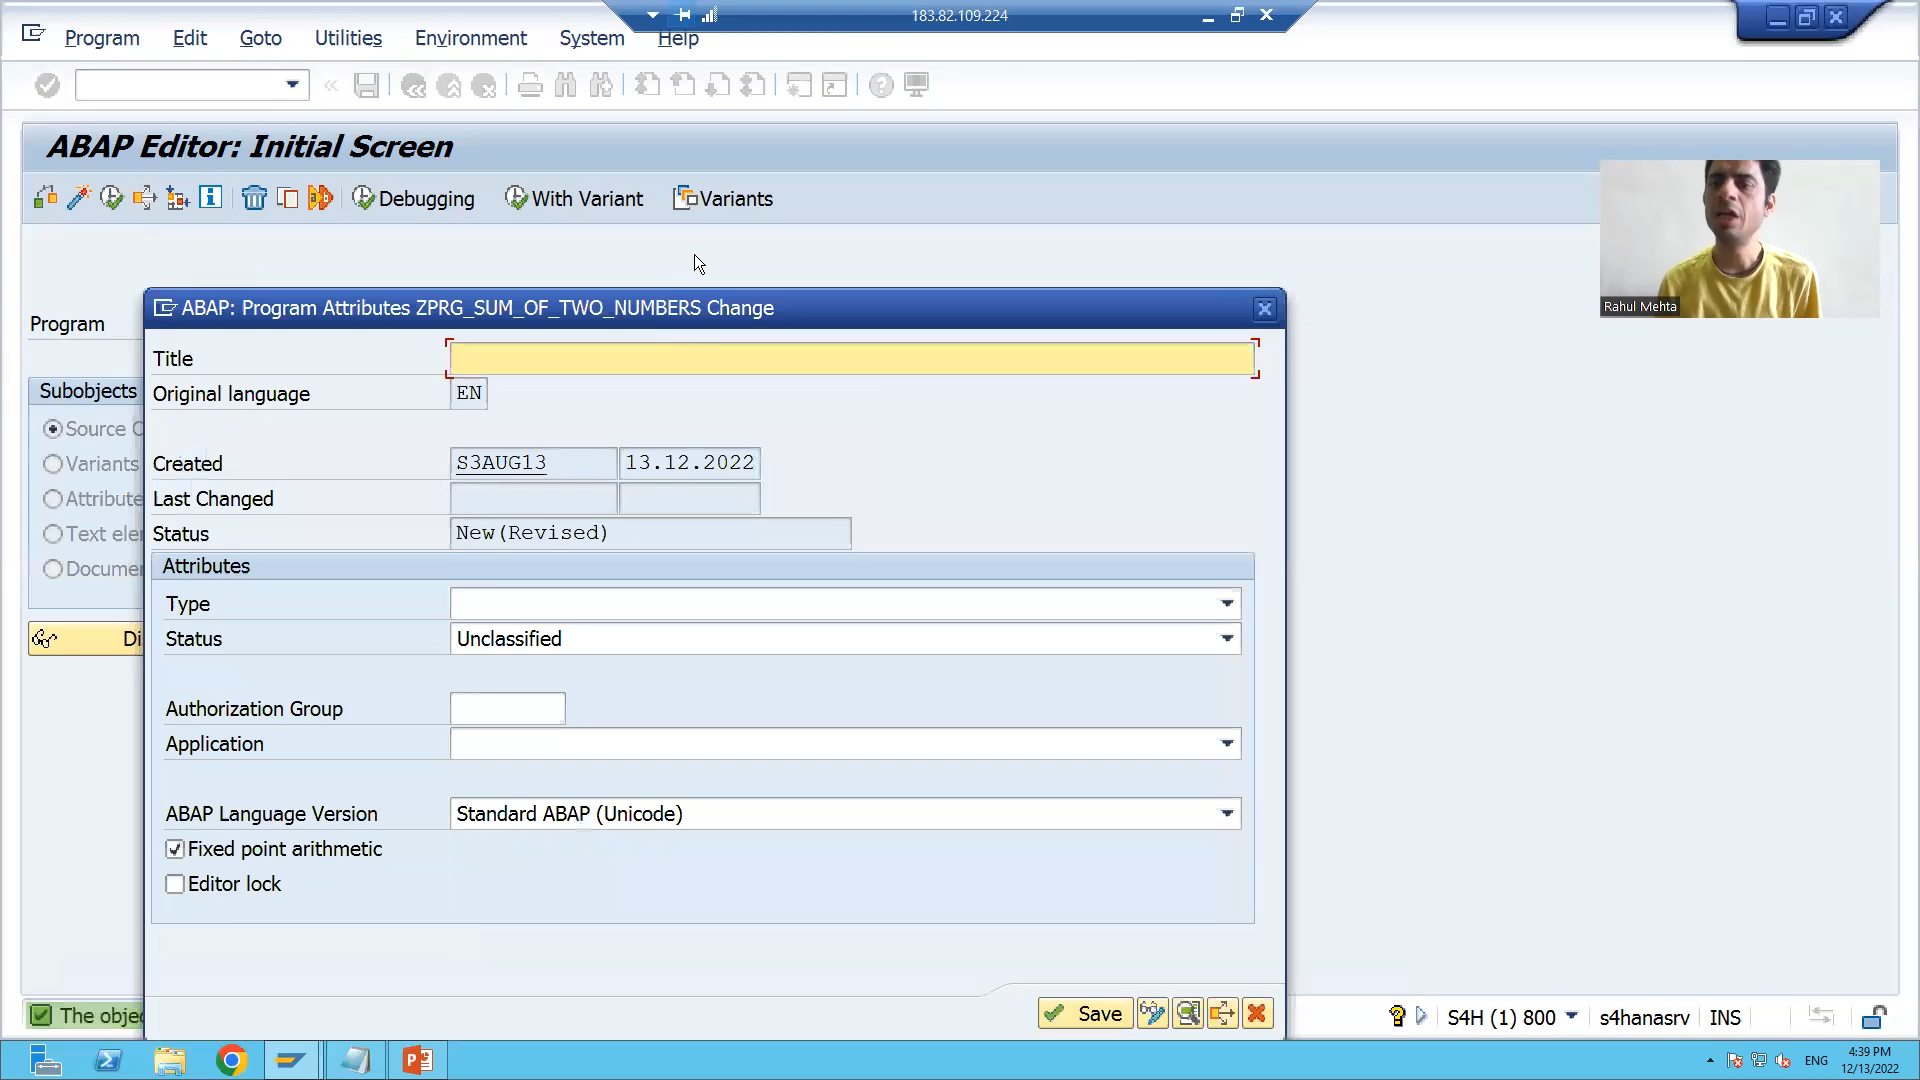 183.82.109.224
Program Edit Goto Utilities Environment System Help
ABAP Editor: Initial Screen
Debugging With Variant Variants
Rahul Mehta
Program
Subobjects
Source C
Variants
Attribute
Text ele
Documen
Di
ABAP: Program Attributes ZPRG_SUM_OF_TWO_NUMBERS Change
Title
Original language EN
Created S3AUG13 13.12.2022
Last Changed
Status New(Revised)
Attributes
Type
Status Unclassified
Authorization Group
Application
ABAP Language Version Standard ABAP (Unicode)
Fixed point arithmetic
Editor lock
Save
The objec
S4H (1) 800 s4hanasrv INS
ENG 4:39 PM
12/13/2022